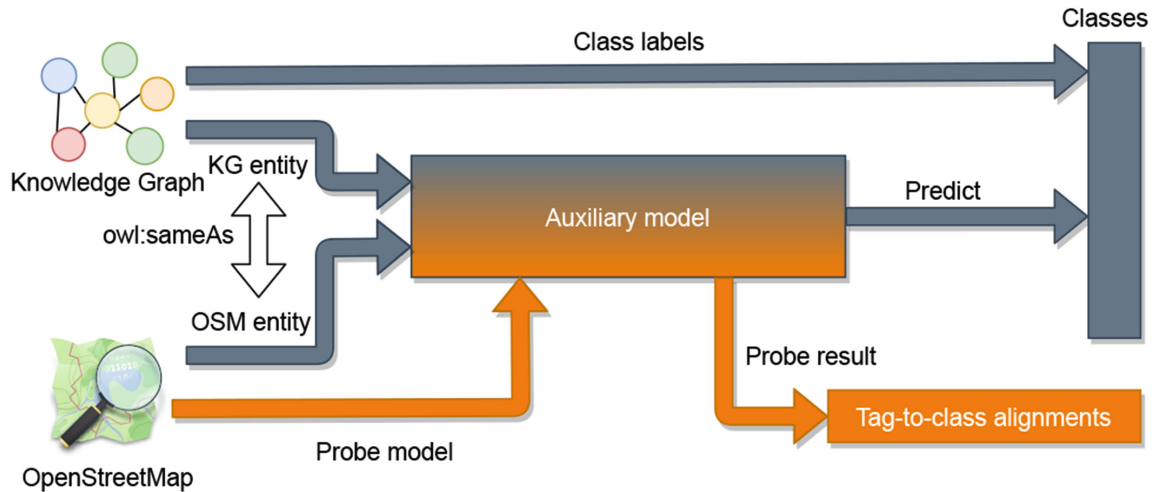 Classes
Class labels
Knowledge Graph
KG entity
owl:sameAs
OSM entity
Auxiliary model
Predict
Probe result
Tag-to-class alignments
Probe model
OpenStreetMap